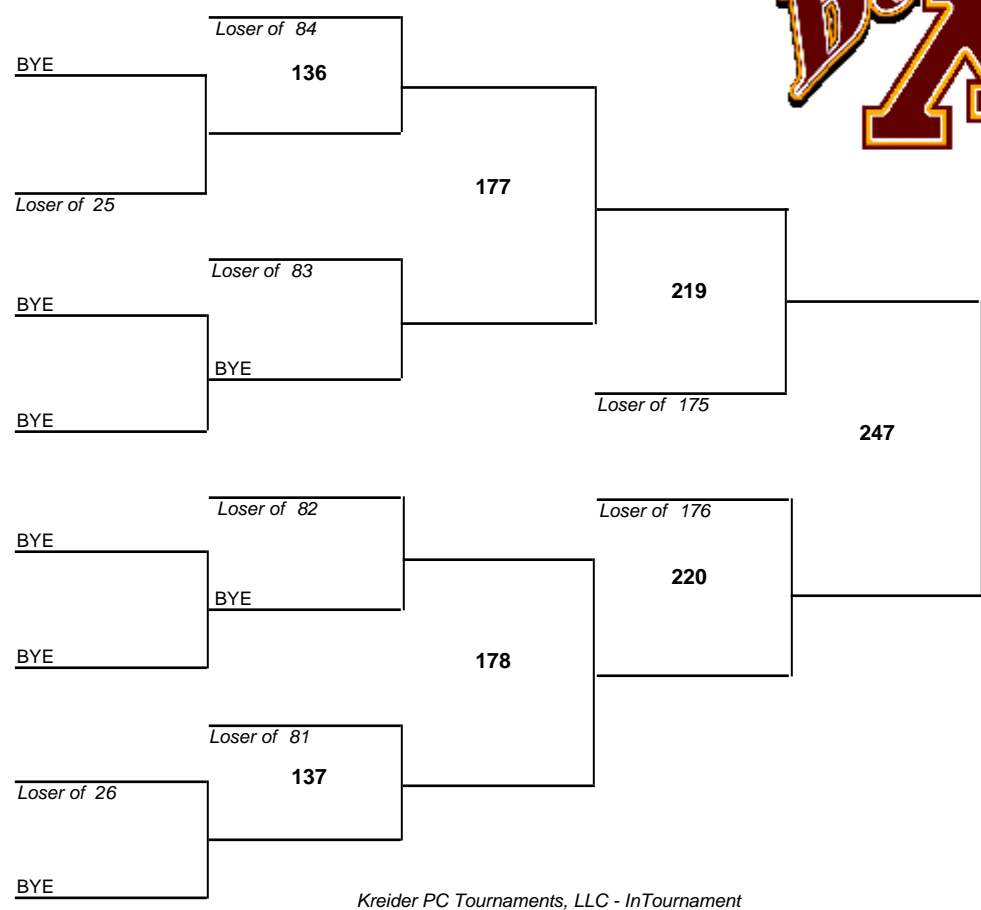 Loser of 84
BYE
136
177
Loser of 25
Loser of 83
219
BYE
BYE
Loser of 175
BYE
247
Loser of 82
Loser of 176
BYE
220
BYE
BYE
178
Loser of 81
137
Loser of 26
BYE
Kreider PC Tournaments, LLC - InTournament